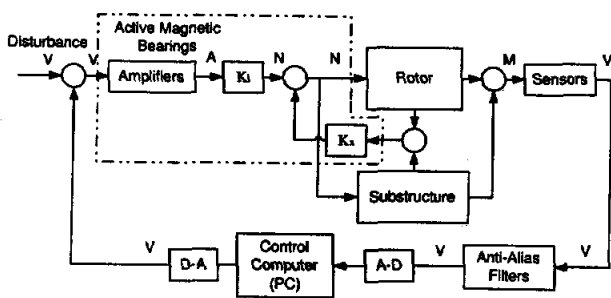 Active Magnetic
Bearings
Disturbance
V
V
Amplifiers
A
Ki
N
N
Rotor
M
Sensors
V
Kx
Substructure
V
D-A
Control
Computer
(PC)
A-D
V
Anti-Alias
Filters
V